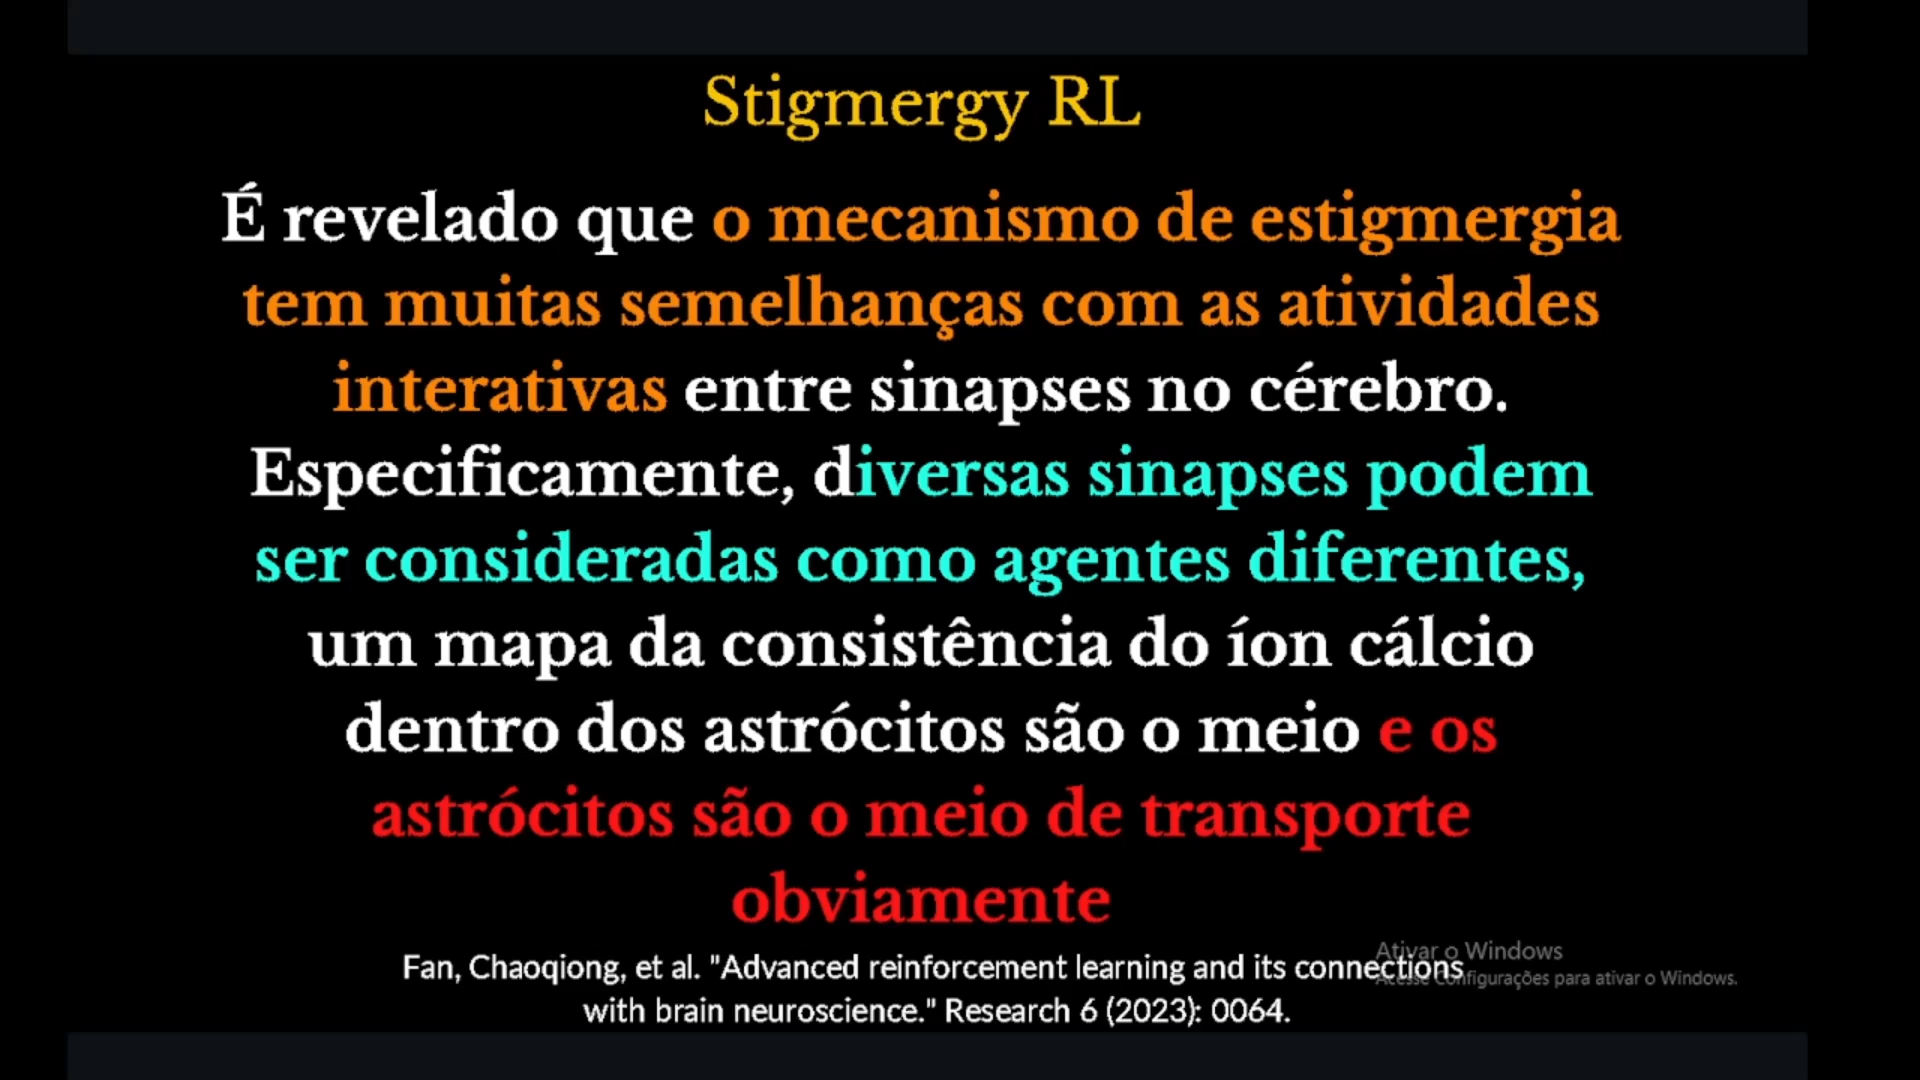 Stigmergy RL
É revelado que o mecanismo de estigmergia
tem muitas semelhanças com as atividades
interativas entre sinapses no cérebro.
Especificamente, diversas sinapses podem
ser consideradas como agentes diferentes,
um mapa da consistência do íon cálcio
dentro dos astrócitos são o meio e os
astrócitos são o meio de transporte
obviamente
Fan, Chaoqiong, et al. "Advanced reinforcement learning and its connections
with brain neuroscience." Research 6 (2023): 0064.
Ativar o Windows
Acesse Configurações para ativar o Windows.